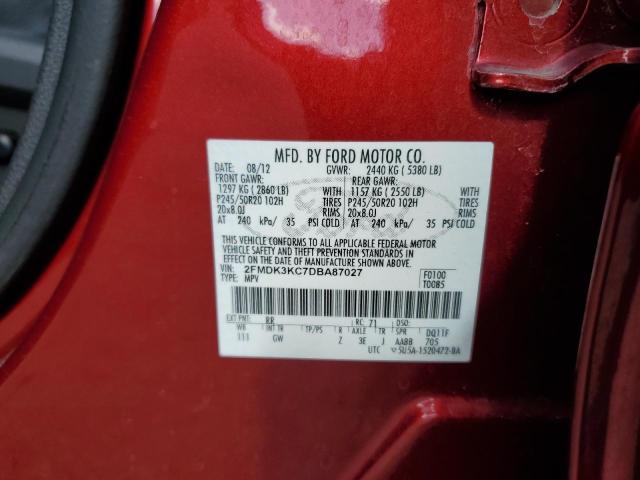 MFD. BY FORD MOTOR CO.
DATE: 08/12 GVWR: 2440 KG ( 5380 LB)
FRONT GAWR: REAR GAWR:
1297 KG ( 2860 LB) 1157 KG ( 2550 LB)
P245/50R20 102H TIRES P245/50R20 102H TIRES
20x8.0J RIMS 20x8.0J RIMS
AT 240 kPa/ 35 PSI COLD AT 240 kPa/ 35 PSI COLD
Ford
THIS VEHICLE CONFORMS TO ALL APPLICABLE FEDERAL MOTOR
VEHICLE SAFETY AND THEFT PREVENTION STANDARDS IN EFFECT ON THE
DATE OF MANUFACTURE SHOWN ABOVE.
VIN: 2FMDK3KC7DBA87027 F0100
TYPE: MPV T0085
EXT PNT: RR RC: 71 DSO:
WB INT TR TP/PS R AXLE TR SPR DQ11F
111 GW Z 3E J AABB 705
UTC 5U5A-1520472-BA